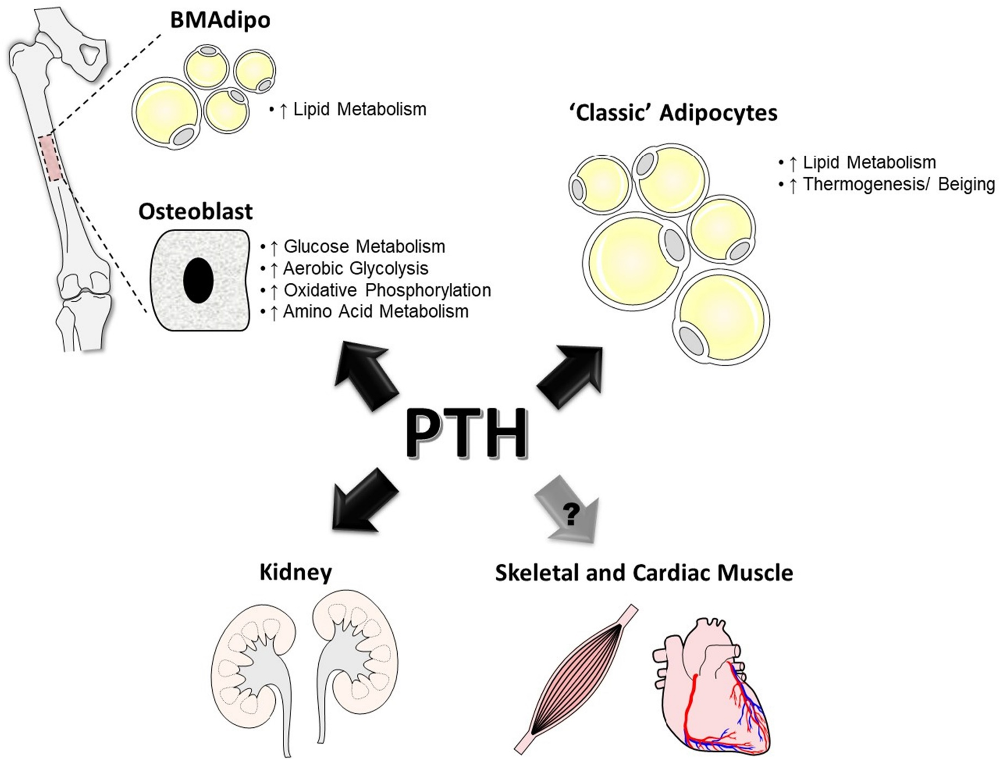 BMAdipo
• ↑ Lipid Metabolism
‘Classic’ Adipocytes
• ↑ Lipid Metabolism
• ↑ Thermogenesis/ Beiging
Osteoblast
• ↑ Glucose Metabolism
• ↑ Aerobic Glycolysis
• ↑ Oxidative Phosphorylation
• ↑ Amino Acid Metabolism
PTH
?
Kidney
Skeletal and Cardiac Muscle